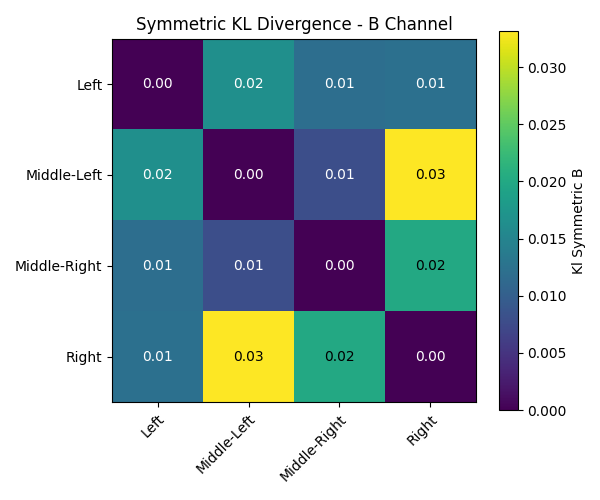 Symmetric KL Divergence - B Channel
Left 0.00 0.02 0.01 0.01
Middle-Left 0.02 0.00 0.01 0.03
Middle-Right 0.01 0.01 0.00 0.02
Right 0.01 0.03 0.02 0.00
Left Middle-Left Middle-Right Right
0.030
0.025
0.020
0.015
0.010
0.005
0.000
Kl Symmetric B